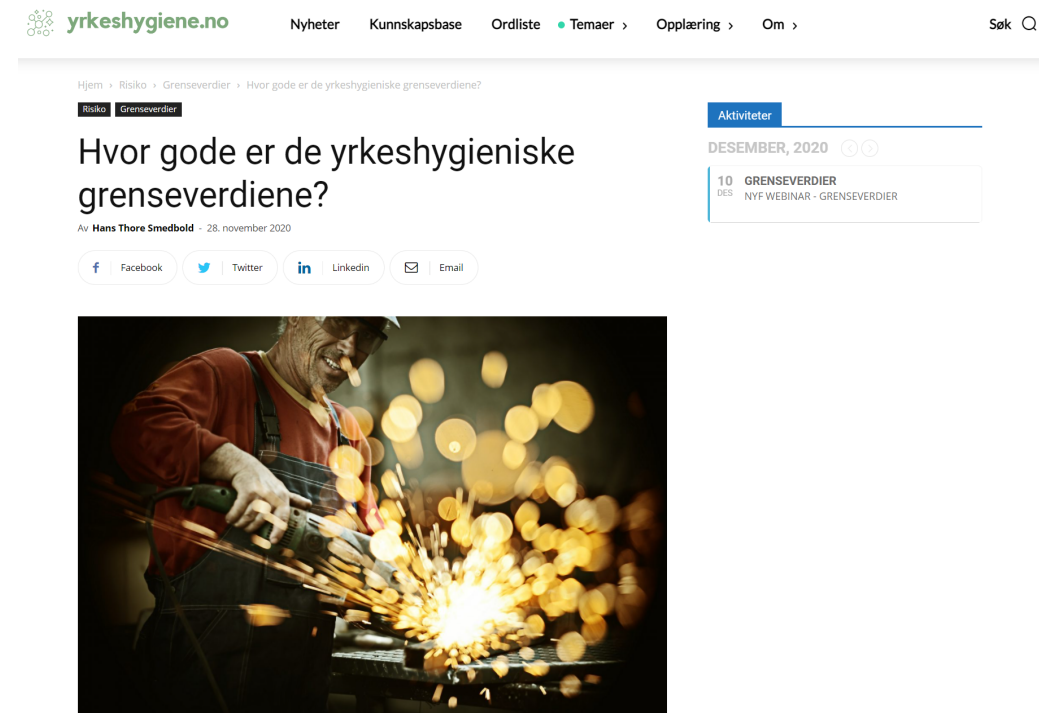 yrkeshygiene.no
Nyheter Kunnskapsbase Ordliste Temaer › Opplæring › Om › Søk
Hjem › Risiko › Grenseverdier › Hvor gode er de yrkeshygieniske grenseverdiene?
Risiko Grenseverdier
Hvor gode er de yrkeshygieniske
grenseverdiene?
Av Hans Thore Smedbold - 28. november 2020
Facebook Twitter Linkedin Email
Aktiviteter
DESEMBER, 2020
10 GRENSEVERDIER
DES NYF WEBINAR - GRENSEVERDIER